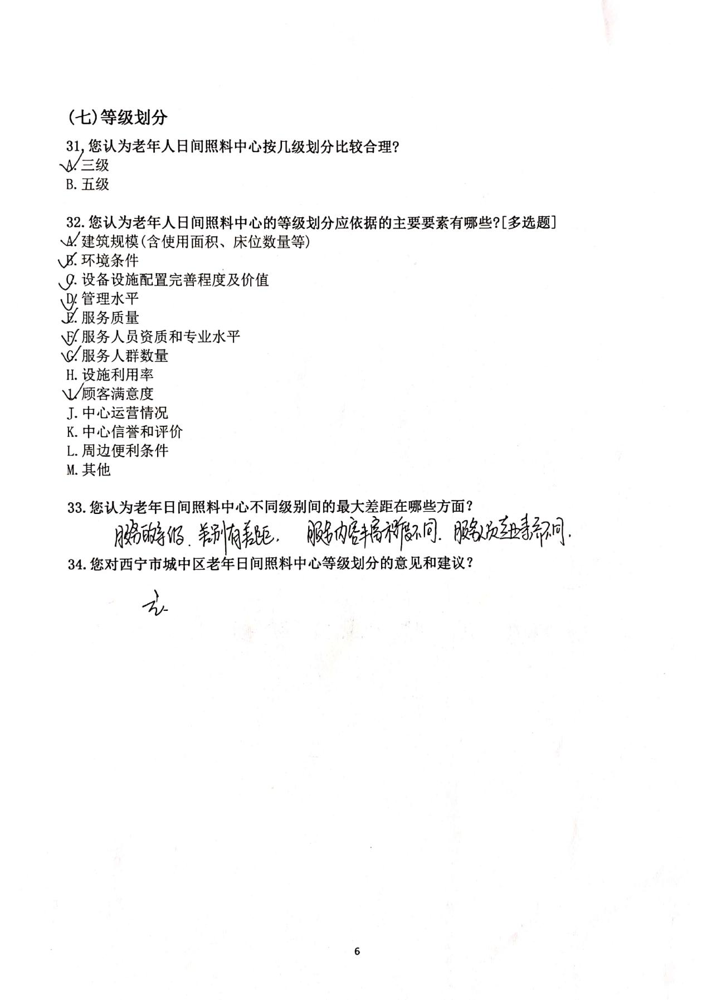 (七)等级划分
31,您认为老年人日间照料中心按几级划分比较合理?
A.三级
B.五级
32.您认为老年人日间照料中心的等级划分应依据的主要要素有哪些?[多选题]
A.建筑规模(含使用面积、床位数量等)
B.环境条件
C.设备设施配置完善程度及价值
D.管理水平
E.服务质量
F.服务人员资质和专业水平
G.服务人群数量
H.设施利用率
I.顾客满意度
J.中心运营情况
K.中心信誉和评价
L.周边便利条件
M.其他
33.您认为老年日间照料中心不同级别间的最大差距在哪些方面?
服务的等级、差别有差距. 服务内容丰富程度不同. 服务人员专业素养不同.
34.您对西宁市城中区老年日间照料中心等级划分的意见和建议?
无
6